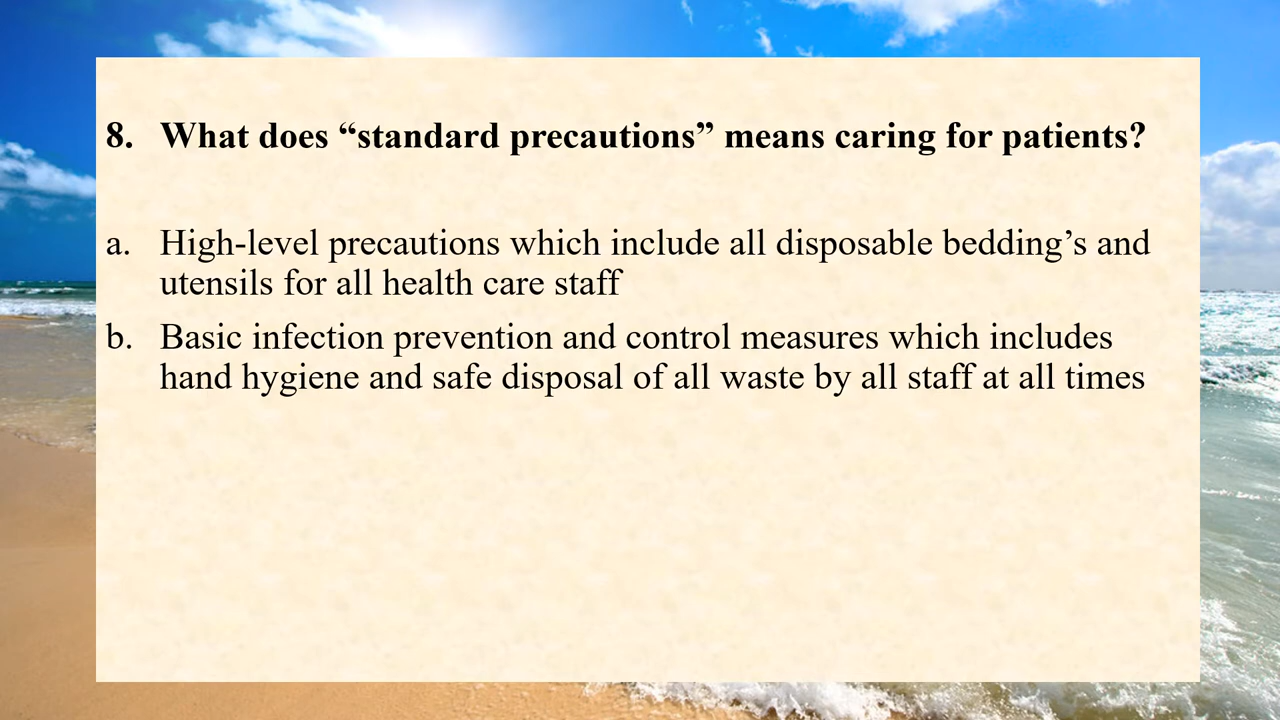 8. What does “standard precautions” means caring for patients?
a. High-level precautions which include all disposable bedding’s and
utensils for all health care staff
b. Basic infection prevention and control measures which includes
hand hygiene and safe disposal of all waste by all staff at all times